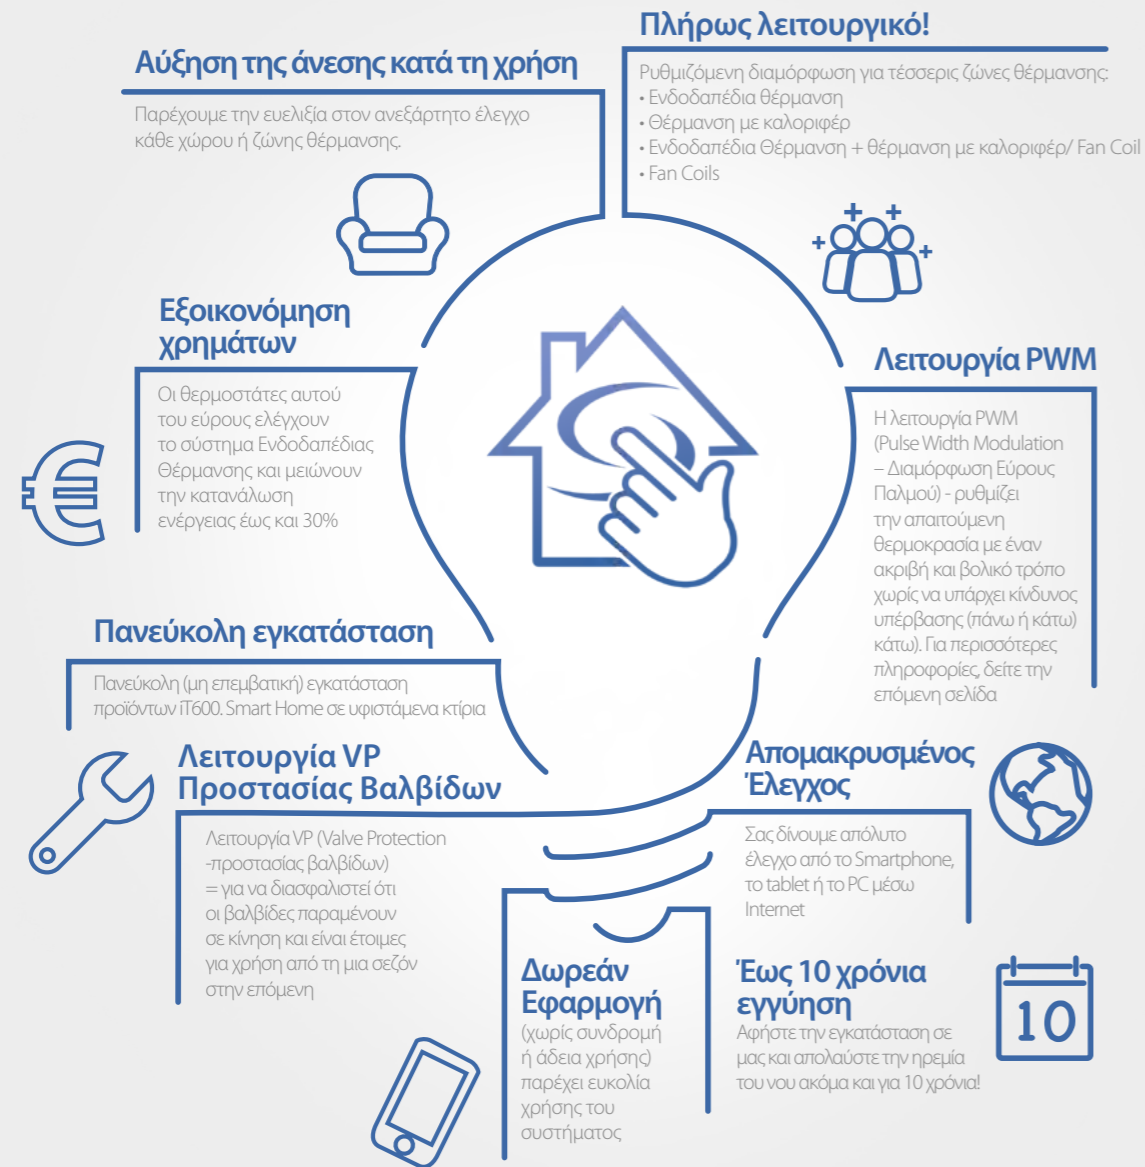 Αύξηση της άνεσης κατά τη χρήση
Παρέχουμε την ευελιξία στον ανεξάρτητο έλεγχο
κάθε χώρου ή ζώνης θέρμανσης.
Πλήρως λειτουργικό!
Ρυθμιζόμενη διαμόρφωση για τέσσερις ζώνες θέρμανσης:
• Ενδοδαπέδια θέρμανση
• Θέρμανση με καλοριφέρ
• Ενδοδαπέδια Θέρμανση + θέρμανση με καλοριφέρ/ Fan Coil
• Fan Coils
Εξοικονόμηση
χρημάτων
Οι θερμοστάτες αυτού
του εύρους ελέγχουν
το σύστημα Ενδοδαπέδιας
Θέρμανσης και μειώνουν
την κατανάλωση
ενέργειας έως και 30%
Λειτουργία PWM
Η λειτουργία PWM
(Pulse Width Modulation
– Διαμόρφωση Εύρους
Παλμού) - ρυθμίζει
την απαιτούμενη
θερμοκρασία με έναν
ακριβή και βολικό τρόπο
χωρίς να υπάρχει κίνδυνος
υπέρβασης (πάνω ή κάτω)
κάτω). Για περισσότερες
πληροφορίες, δείτε την
επόμενη σελίδα
Πανεύκολη εγκατάσταση
Πανεύκολη (μη επεμβατική) εγκατάσταση
προϊόντων iT600. Smart Home σε υφιστάμενα κτίρια
Λειτουργία VP
Προστασίας Βαλβίδων
Λειτουργία VP (Valve Protection
-προστασίας βαλβίδων)
= για να διασφαλιστεί ότι
οι βαλβίδες παραμένουν
σε κίνηση και είναι έτοιμες
για χρήση από τη μια σεζόν
στην επόμενη
Απομακρυσμένος
Έλεγχος
Σας δίνουμε απόλυτο
έλεγχο από το Smartphone,
το tablet ή το PC μέσω
Internet
Δωρεάν
Εφαρμογή
(χωρίς συνδρομή
ή άδεια χρήσης)
παρέχει ευκολία
χρήσης του
συστήματος
Έως 10 χρόνια
εγγύηση
Αφήστε την εγκατάσταση σε
μας και απολαύστε την ηρεμία
του νου ακόμα και για 10 χρόνια!
10